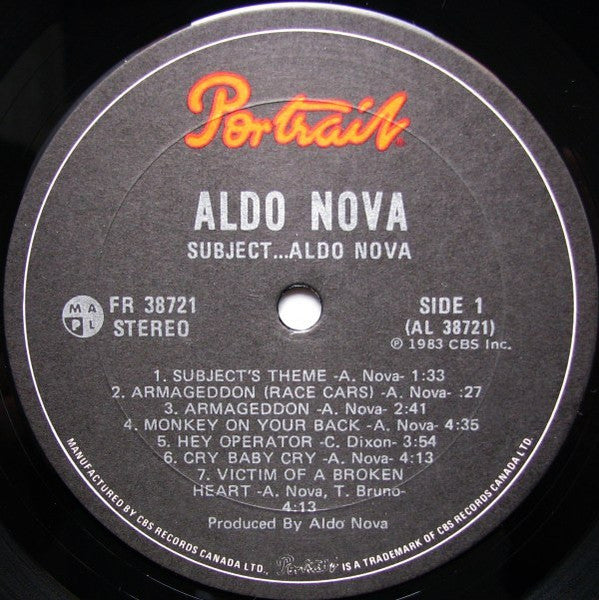 Portrait
ALDO NOVA
SUBJECT...ALDO NOVA
MAPL
FR 38721
STEREO
SIDE 1
(AL 38721)
℗ 1983 CBS Inc.
1. SUBJECT'S THEME -A. Nova- 1:33
2. ARMAGEDDON (RACE CARS) -A. Nova- :27
3. ARMAGEDDON -A. Nova- 2:41
4. MONKEY ON YOUR BACK -A. Nova- 4:35
5. HEY OPERATOR -C. Dixon- 3:54
6. CRY BABY CRY -A. Nova- 4:13
7. VICTIM OF A BROKEN
HEART -A. Nova, T. Bruno-
4:13
Produced By Aldo Nova
MANUFACTURED BY CBS RECORDS CANADA LTD. Portrait IS A TRADEMARK OF CBS RECORDS CANADA LTD.